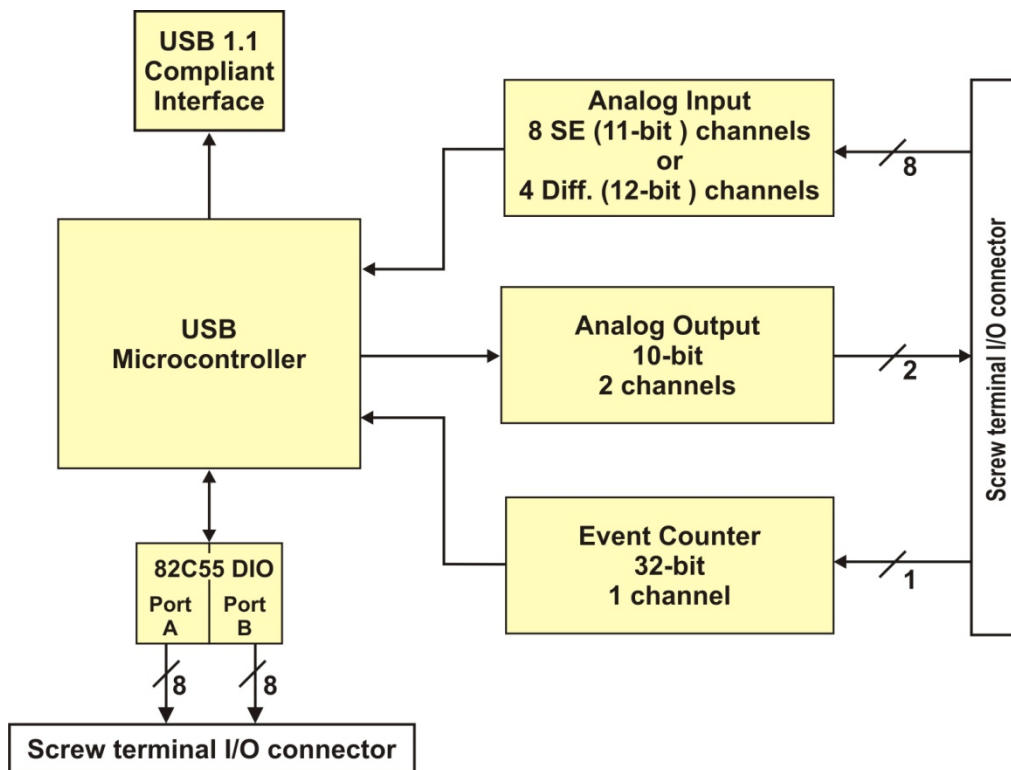 USB 1.1
Compliant
Interface
Analog Input
8 SE (11-bit ) channels
or
4 Diff. (12-bit ) channels
8
USB
Microcontroller
Analog Output
10-bit
2 channels
2
Screw terminal I/O connector
Event Counter
32-bit
1 channel
1
82C55 DIO
Port
A
Port
B
8
8
Screw terminal I/O connector